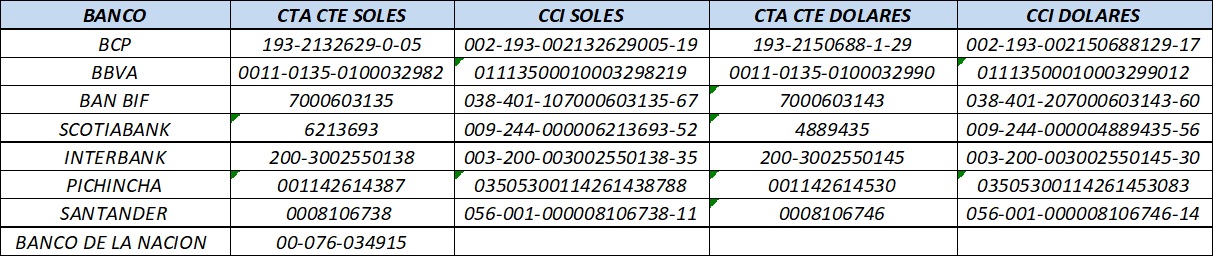 BANCO CTA CTE SOLES CCI SOLES CTA CTE DOLARES CCI DOLARES
BCP 193-2132629-0-05 002-193-002132629005-19 193-2150688-1-29 002-193-002150688129-17
BBVA 0011-0135-0100032982 01113500010003298219 0011-0135-0100032990 01113500010003299012
BAN BIF 7000603135 038-401-107000603135-67 7000603143 038-401-207000603143-60
SCOTIABANK 6213693 009-244-000006213693-52 4889435 009-244-000004889435-56
INTERBANK 200-3002550138 003-200-003002550138-35 200-3002550145 003-200-003002550145-30
PICHINCHA 001142614387 03505300114261438788 001142614530 03505300114261453083
SANTANDER 0008106738 056-001-000008106738-11 0008106746 056-001-000008106746-14
BANCO DE LA NACION 00-076-034915